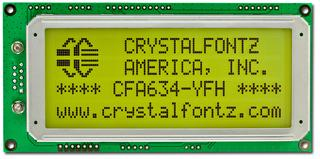 CRYSTALFONTZ
AMERICA, INC.
**** CFA634-YFH ****
www.crystalfontz.com